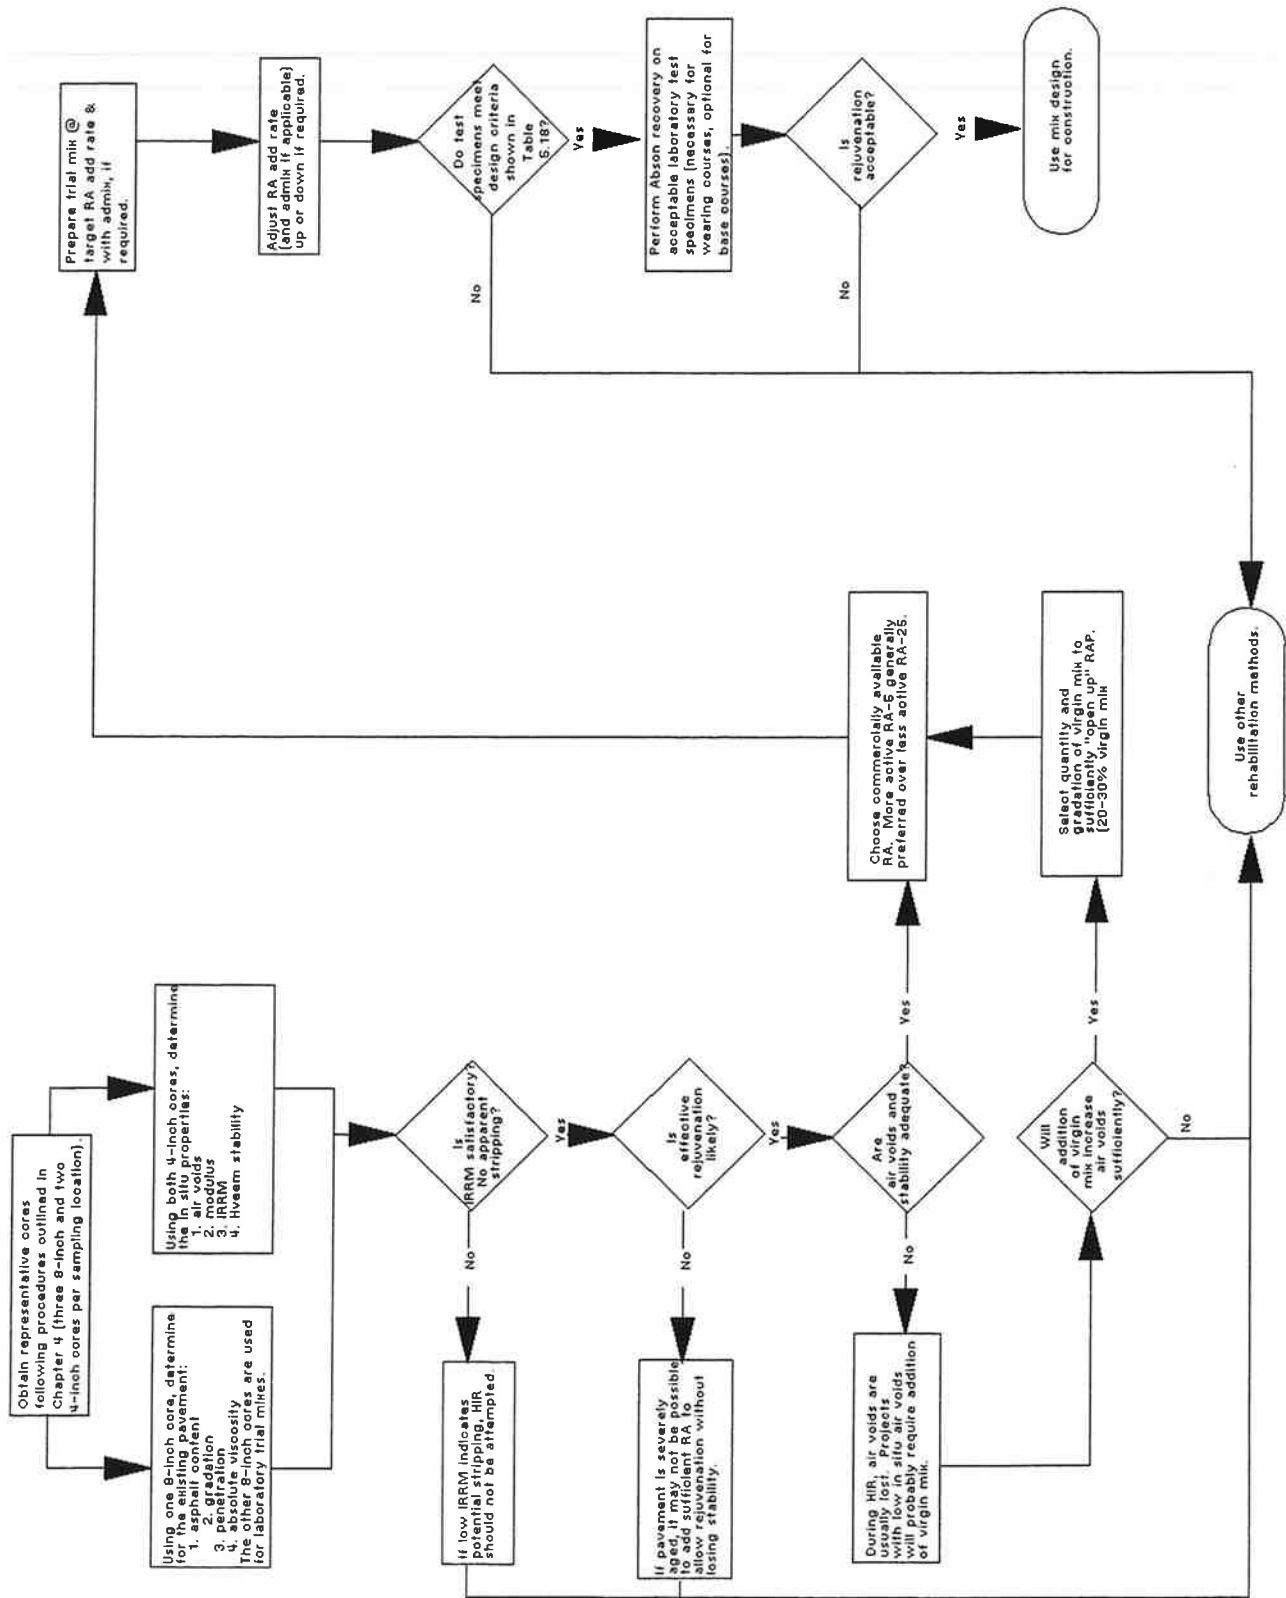 Obtain representative cores
following procedures outlined in
Chapter 4 (three 8-inch and two
4-inch cores per sampling location).
Using one 8-inch core, determine
for the existing pavement:
1. asphalt content
2. gradation
3. penetration
4. absolute viscosity
The other 8-inch cores are used
for laboratory trial mixes.
Using both 4-inch cores, determine
the in situ properties:
1. air voids
2. modulus
3. IRRM
4. Hveem stability
Is
IRRM satisfactory?
No apparent
stripping?
No
If low IRRM indicates
potential stripping, HIR
should not be attempted.
Yes
Is
effective
rejuvenation
likely?
No
If pavement is severely
aged, it may not be possible
to add sufficient RA to
allow rejuvenation without
losing stability.
Yes
Are
air voids and
stability adequate?
No
During HIR, air voids are
usually lost. Projects
with low in situ air voids
will probably require addition
of virgin mix.
Yes
Will
addition
of virgin
mix increase
air voids
sufficiently?
No
Yes
Select quantity and
gradation of virgin mix to
sufficiently "open up" RAP.
(20-30% virgin mix
Choose commercially available
RA. More active RA-5 generally
preferred over less active RA-25.
Use other
rehabilitation methods.
Prepare trial mix @
target RA add rate &
with admix, if
required.
Adjust RA add rate
(and admix if applicable)
up or down if required.
Do test
specimens meet
design criteria
shown in
Table
5.18?
No
Yes
Perform Abson recovery on
acceptable laboratory test
specimens (necessary for
wearing courses, optional for
base courses).
Is
rejuvenation
acceptable?
No
Yes
Use mix design
for construction.